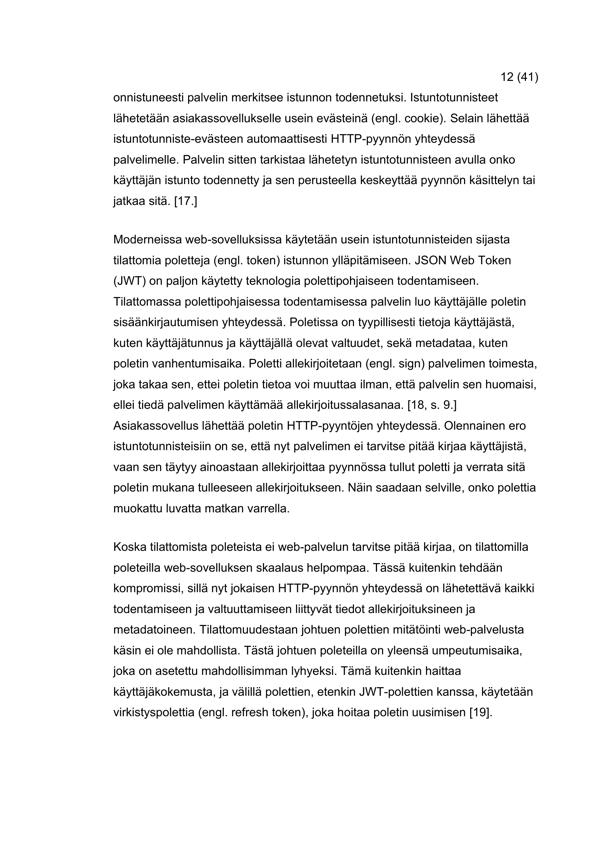 12 (41)
onnistuneesti palvelin merkitsee istunnon todennetuksi. Istuntotunnisteet
lähetetään asiakassovellukselle usein evästeinä (engl. cookie). Selain lähettää
istuntotunniste-evästeen automaattisesti HTTP-pyynnön yhteydessä
palvelimelle. Palvelin sitten tarkistaa lähetetyn istuntotunnisteen avulla onko
käyttäjän istunto todennetty ja sen perusteella keskeyttää pyynnön käsittelyn tai
jatkaa sitä. [17.]
Moderneissa web-sovelluksissa käytetään usein istuntotunnisteiden sijasta
tilattomia poletteja (engl. token) istunnon ylläpitämiseen. JSON Web Token
(JWT) on paljon käytetty teknologia polettipohjaiseen todentamiseen.
Tilattomassa polettipohjaisessa todentamisessa palvelin luo käyttäjälle poletin
sisäänkirjautumisen yhteydessä. Poletissa on tyypillisesti tietoja käyttäjästä,
kuten käyttäjätunnus ja käyttäjällä olevat valtuudet, sekä metadataa, kuten
poletin vanhentumisaika. Poletti allekirjoitetaan (engl. sign) palvelimen toimesta,
joka takaa sen, ettei poletin tietoa voi muuttaa ilman, että palvelin sen huomaisi,
ellei tiedä palvelimen käyttämää allekirjoitussalasanaa. [18, s. 9.]
Asiakassovellus lähettää poletin HTTP-pyyntöjen yhteydessä. Olennainen ero
istuntotunnisteisiin on se, että nyt palvelimen ei tarvitse pitää kirjaa käyttäjistä,
vaan sen täytyy ainoastaan allekirjoittaa pyynnössa tullut poletti ja verrata sitä
poletin mukana tulleeseen allekirjoitukseen. Näin saadaan selville, onko polettia
muokattu luvatta matkan varrella.
Koska tilattomista poleteista ei web-palvelun tarvitse pitää kirjaa, on tilattomilla
poleteilla web-sovelluksen skaalaus helpompaa. Tässä kuitenkin tehdään
kompromissi, sillä nyt jokaisen HTTP-pyynnön yhteydessä on lähetettävä kaikki
todentamiseen ja valtuuttamiseen liittyvät tiedot allekirjoituksineen ja
metadatoineen. Tilattomuudestaan johtuen polettien mitätöinti web-palvelusta
käsin ei ole mahdollista. Tästä johtuen poleteilla on yleensä umpeutumisaika,
joka on asetettu mahdollisimman lyhyeksi. Tämä kuitenkin haittaa
käyttäjäkokemusta, ja välillä polettien, etenkin JWT-polettien kanssa, käytetään
virkistyspolettia (engl. refresh token), joka hoitaa poletin uusimisen [19].